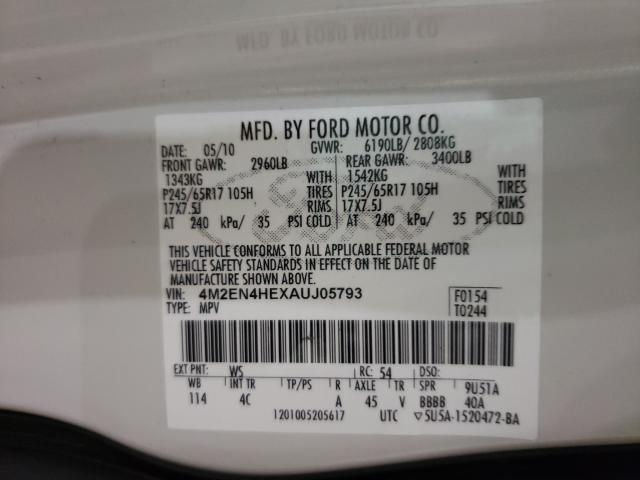 MFD. BY FORD MOTOR CO.
MFD. BY FORD MOTOR CO.
DATE: 05/10 GVWR: 6190LB/ 2808KG
FRONT GAWR: 2960LB REAR GAWR: 3400LB
1343KG WITH 1542KG WITH
P245/65R17 105H TIRES P245/65R17 105H TIRES
17X7.5J RIMS 17X7.5J RIMS
AT 240 kPa/ 35 PSI COLD AT 240 kPa/ 35 PSI COLD
THIS VEHICLE CONFORMS TO ALL APPLICABLE FEDERAL MOTOR
VEHICLE SAFETY STANDARDS IN EFFECT ON THE DATE OF
MANUFACTURE SHOWN ABOVE.
VIN: 4M2EN4HEXAUJ05793 F0154
TYPE: MPV T0244
EXT PNT: WS RC: 54 DSO:
WB INT TR TP/PS R AXLE TR SPR 9U51A
114 4C A 45 V BBBB 40A
1201005205617 UTC ▽5U5A-1520472-BA